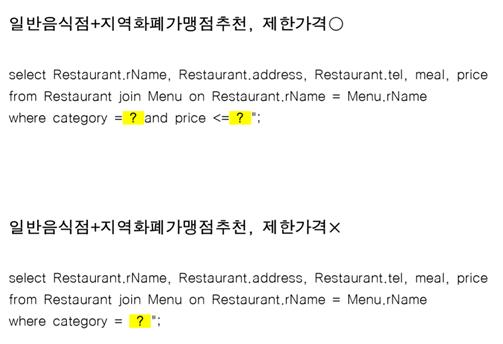 일반음식점+지역화폐가맹점추천, 제한가격○
select Restaurant.rName, Restaurant.address, Restaurant.tel, meal, price
from Restaurant join Menu on Restaurant.rName = Menu.rName
where category = ? and price <= ? ";
일반음식점+지역화폐가맹점추천, 제한가격×
select Restaurant.rName, Restaurant.address, Restaurant.tel, meal, price
from Restaurant join Menu on Restaurant.rName = Menu.rName
where category = ? ";